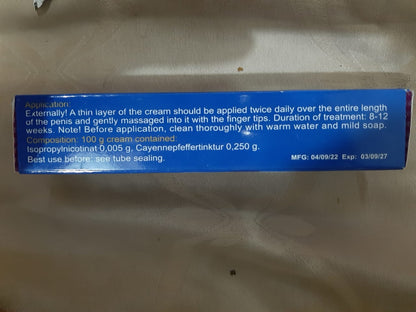 Application:
Externally! A thin layer of the cream should be applied twice daily over the entire length
of the penis and gently massaged into it with the finger tips. Duration of treatment: 8-12
weeks. Note! Before application, clean thoroughly with warm water and mild soap.
Composition: 100 g cream contained:
Isopropylnicotinat 0,005 g, Cayennepfeffertinktur 0,250 g.
Best use before: see tube sealing. MFG: 04/09/22 Exp: 03/09/27